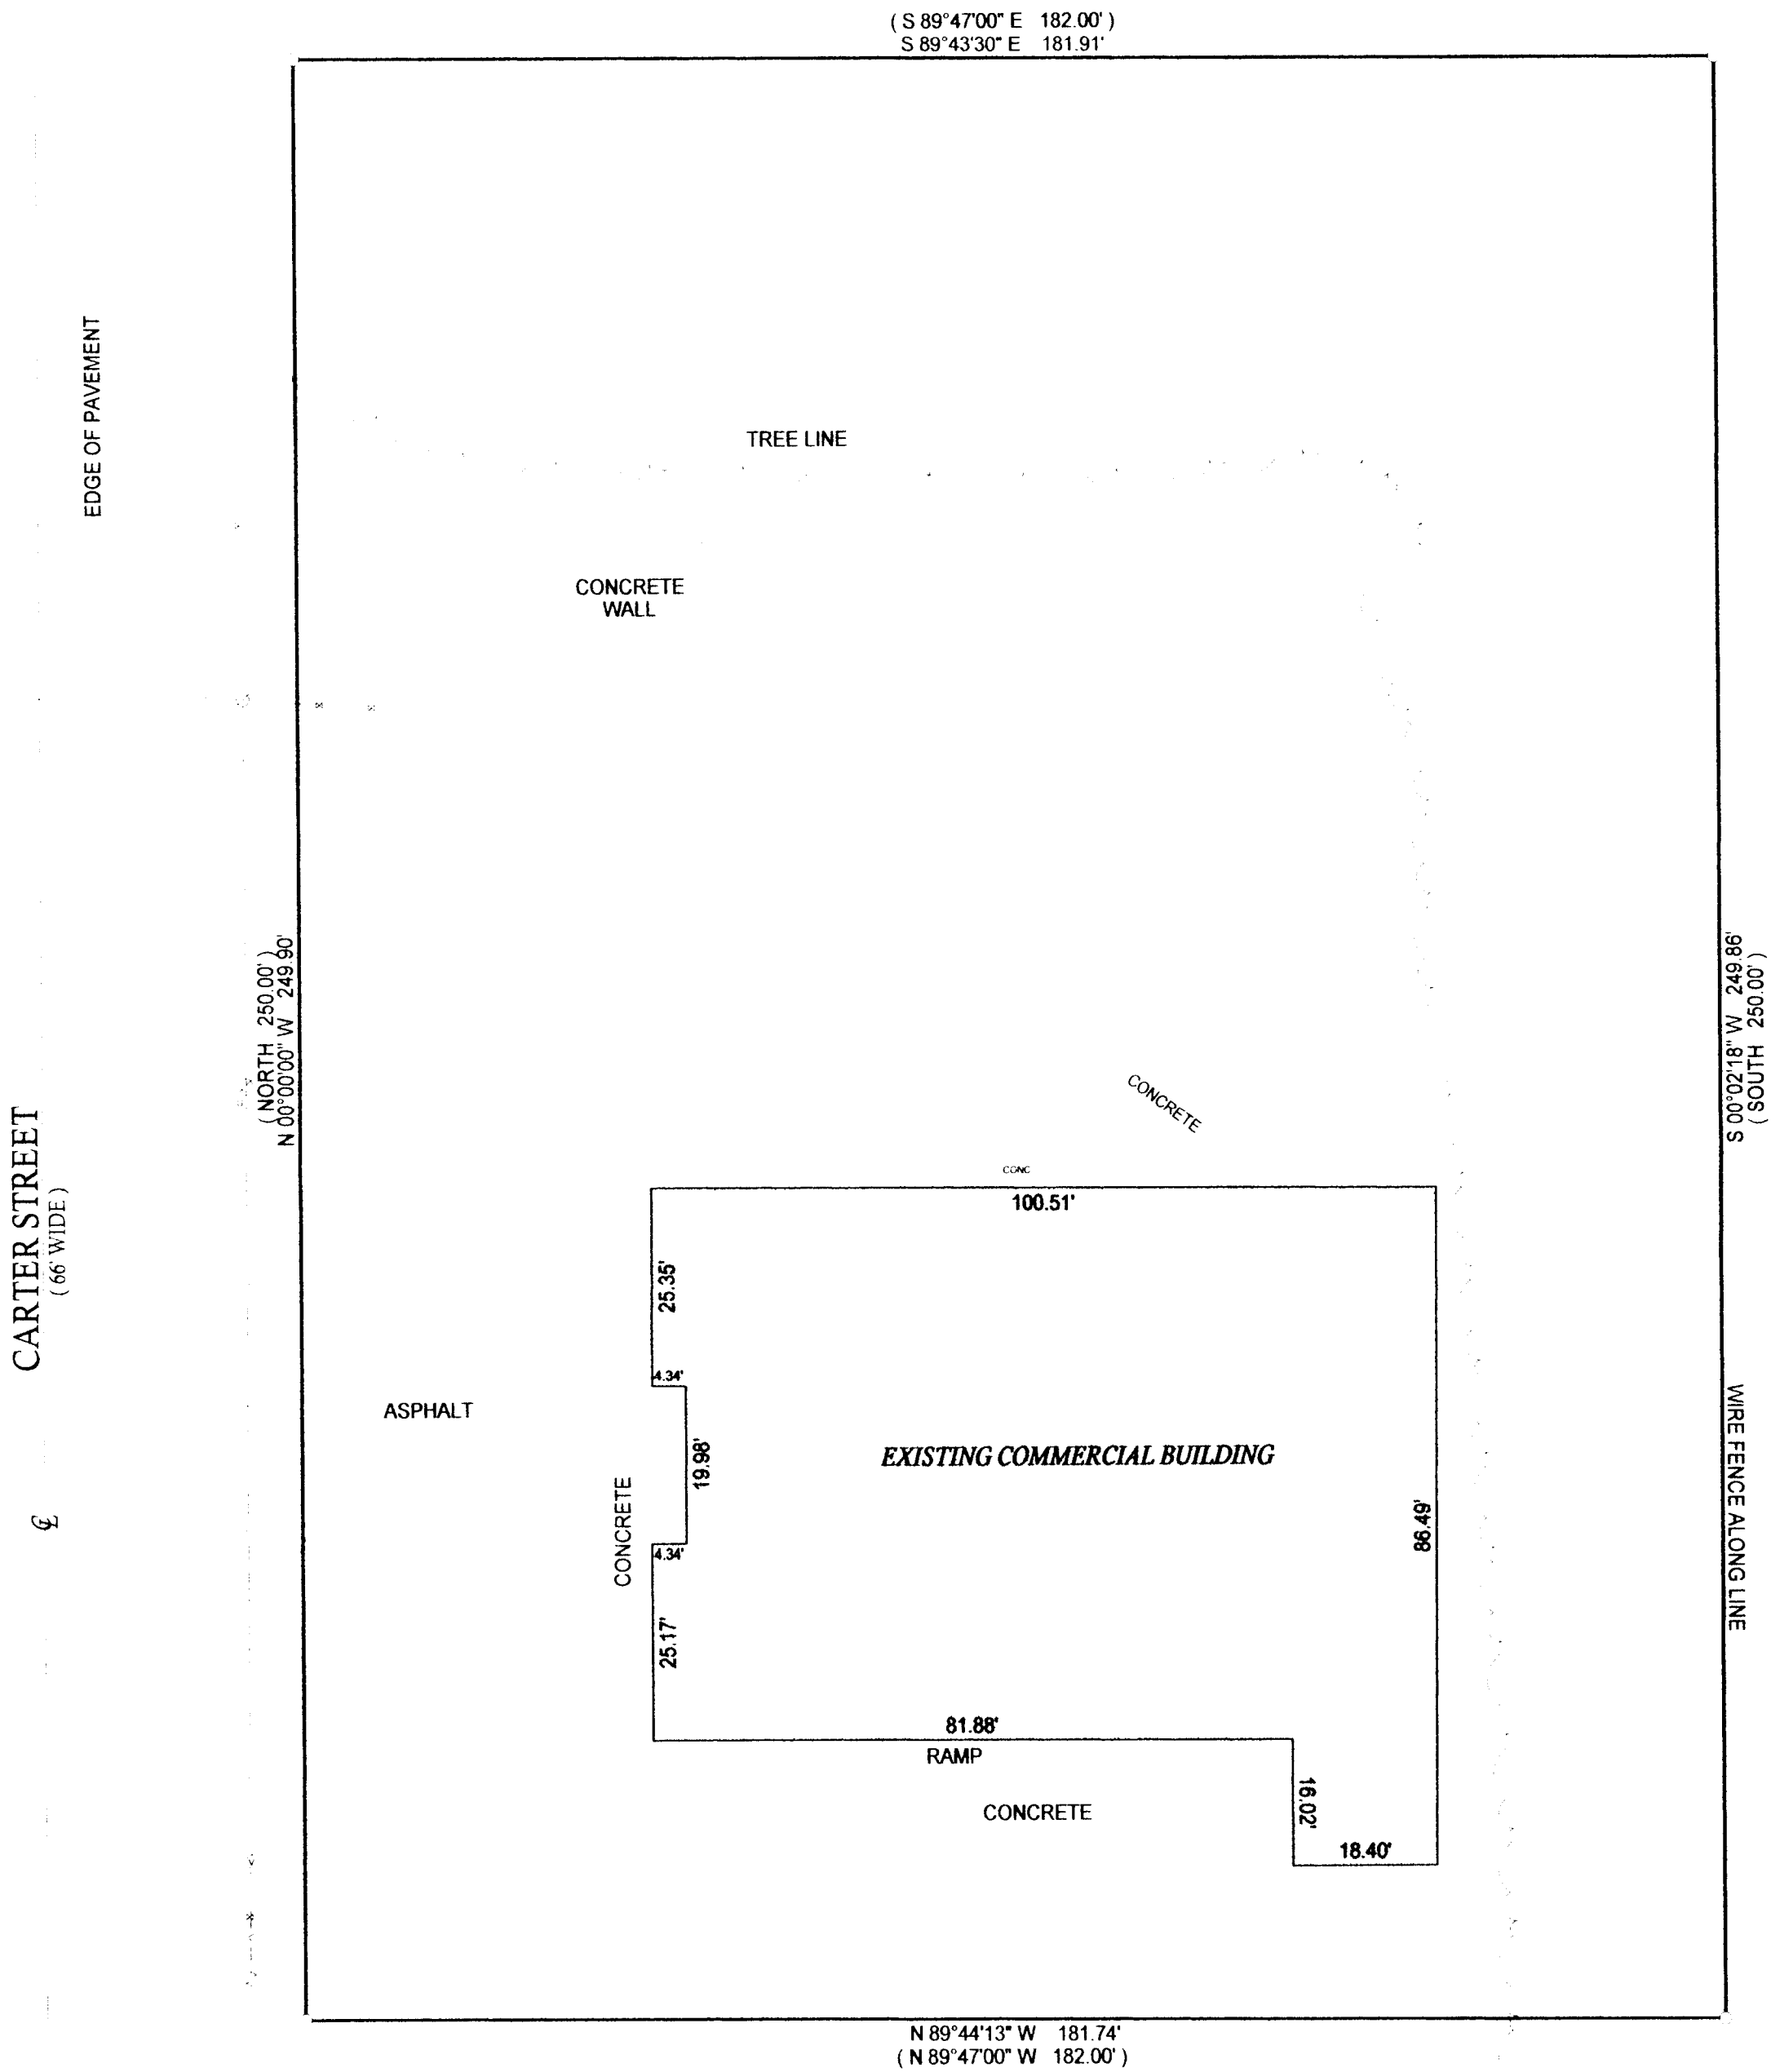 ( S 89°47'00" E 182.00' )
S 89°43'30" E 181.91'
EDGE OF PAVEMENT
TREE LINE
CONCRETE
WALL
( NORTH 250.00' )
N 00°00'00" W 249.90'
S 00°02'18" W 249.86'
( SOUTH 250.00' )
CARTER STREET
( 66' WIDE )
CONCRETE
CONC
100.51'
25.35'
4.34'
ASPHALT
19.98'
EXISTING COMMERCIAL BUILDING
CONCRETE
4.34'
86.49'
WIRE FENCE ALONG LINE
℄
25.17'
81.88'
RAMP
CONCRETE
16.02'
18.40'
N 89°44'13" W 181.74'
( N 89°47'00" W 182.00' )